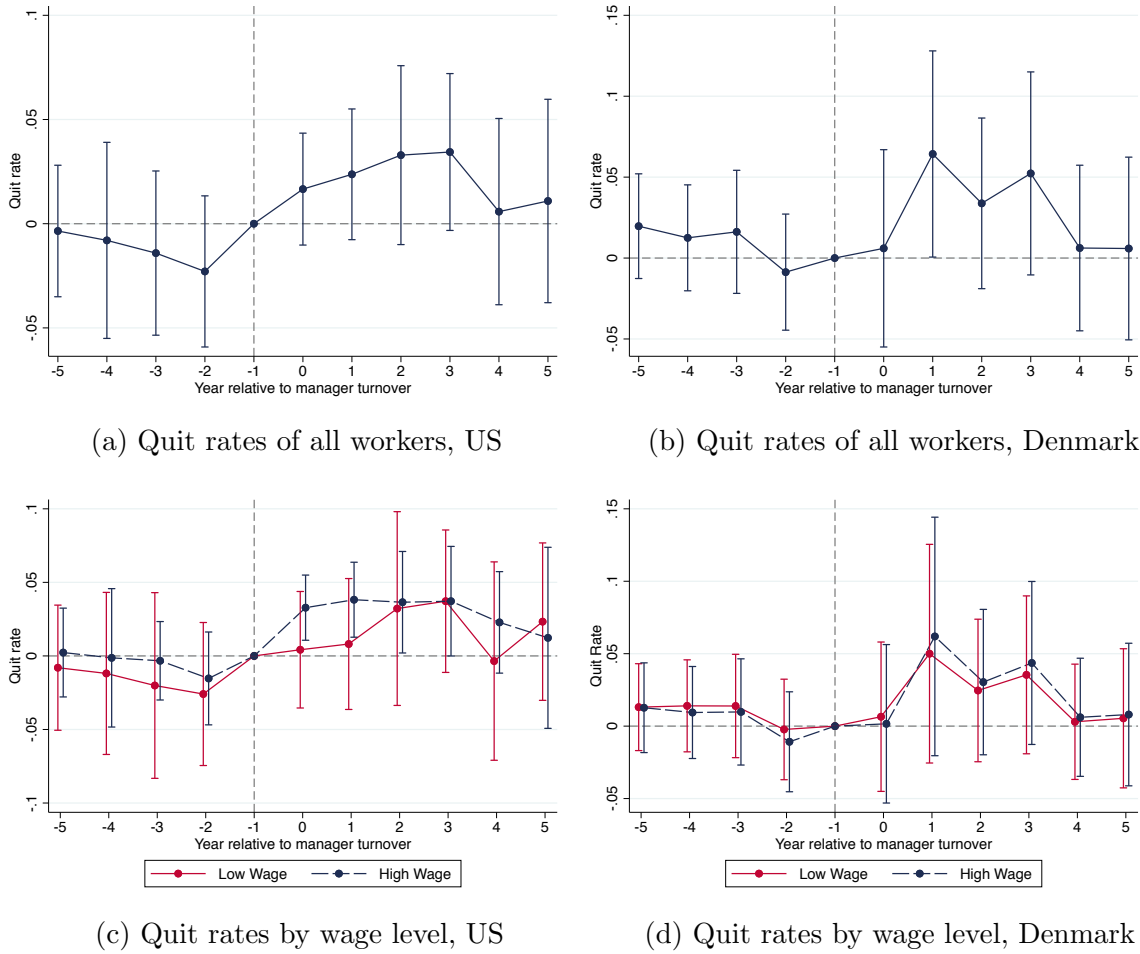 .1
.05
0
-.05
Quit rate
-5 -4 -3 -2 -1 0 1 2 3 4 5
Year relative to manager turnover
(a) Quit rates of all workers, US
.15
.1
.05
0
-.05
Quit rate
-5 -4 -3 -2 -1 0 1 2 3 4 5
Year relative to manager turnover
(b) Quit rates of all workers, Denmark
.1
.05
0
-.05
-.1
Quit rate
-5 -4 -3 -2 -1 0 1 2 3 4 5
Year relative to manager turnover
Low Wage High Wage
(c) Quit rates by wage level, US
.15
.1
.05
0
-.05
Quit Rate
-5 -4 -3 -2 -1 0 1 2 3 4 5
Year relative to manager turnover
Low Wage High Wage
(d) Quit rates by wage level, Denmark